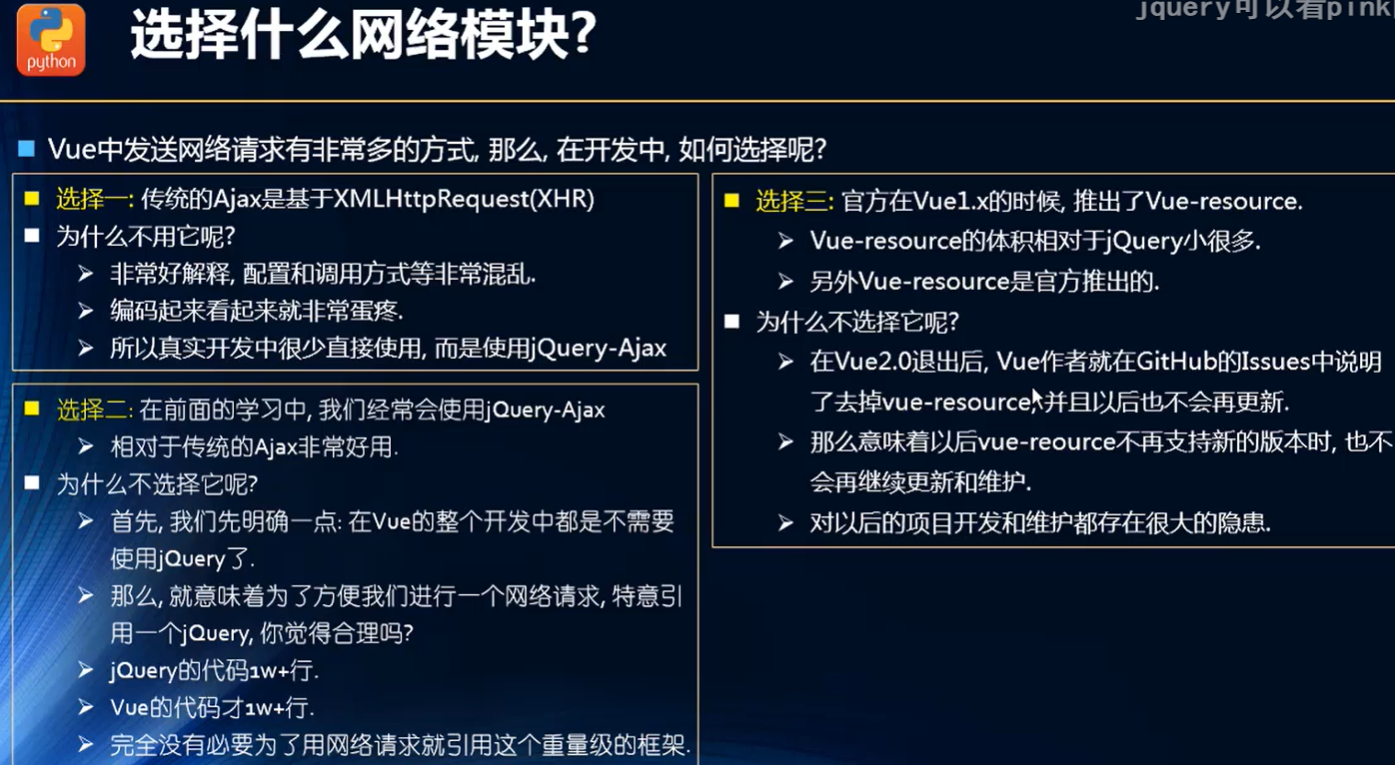 jquery可以看pink
python
选择什么网络模块?
Vue中发送网络请求有非常多的方式, 那么, 在开发中, 如何选择呢?
选择一: 传统的Ajax是基于XMLHttpRequest(XHR)
为什么不用它呢?
非常好解释, 配置和调用方式等非常混乱.
编码起来看起来就非常蛋疼.
所以真实开发中很少直接使用, 而是使用jQuery-Ajax
选择二: 在前面的学习中, 我们经常会使用jQuery-Ajax
相对于传统的Ajax非常好用.
为什么不选择它呢?
首先, 我们先明确一点: 在Vue的整个开发中都是不需要
使用jQuery了.
那么, 就意味着为了方便我们进行一个网络请求, 特意引
用一个jQuery, 你觉得合理吗?
jQuery的代码1w+行.
Vue的代码才1w+行.
完全没有必要为了用网络请求就引用这个重量级的框架.
选择三: 官方在Vue1.x的时候, 推出了Vue-resource.
Vue-resource的体积相对于jQuery小很多.
另外Vue-resource是官方推出的.
为什么不选择它呢?
在Vue2.0退出后, Vue作者就在GitHub的Issues中说明
了去掉vue-resource, 并且以后也不会再更新.
那么意味着以后vue-reource不再支持新的版本时, 也不
会再继续更新和维护.
对以后的项目开发和维护都存在很大的隐患.